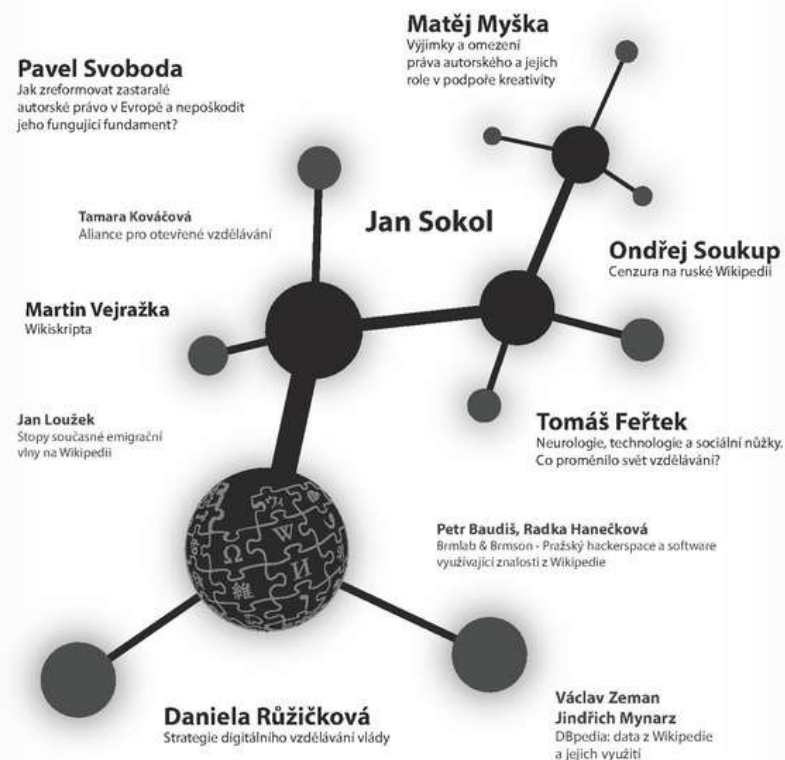 Matěj Myška
Výjimky a omezení
práva autorského a jejich
role v podpoře kreativity
Pavel Svoboda
Jak zreformovat zastaralé
autorské právo v Evropě a nepoškodit
jeho fungující fundament?
Tamara Kováčová
Aliance pro otevřené vzdělávání
Jan Sokol
Ondřej Soukup
Cenzura na ruské Wikipedii
Martin Vejražka
Wikiskripta
Jan Loužek
Stopy současné emigrační
vlny na Wikipedii
Tomáš Feřtek
Neurologie, technologie a sociální nůžky.
Co proměnilo svět vzdělávání?
Petr Baudiš, Radka Hanečková
Brmlab & Brmson - Pražský hackerspace a software
využívající znalosti z Wikipedie
Ω
W
И
維
Daniela Růžičková
Strategie digitálního vzdělávání vlády
Václav Zeman
Jindřich Mynarz
DBpedia: data z Wikipedie
a jejich využití